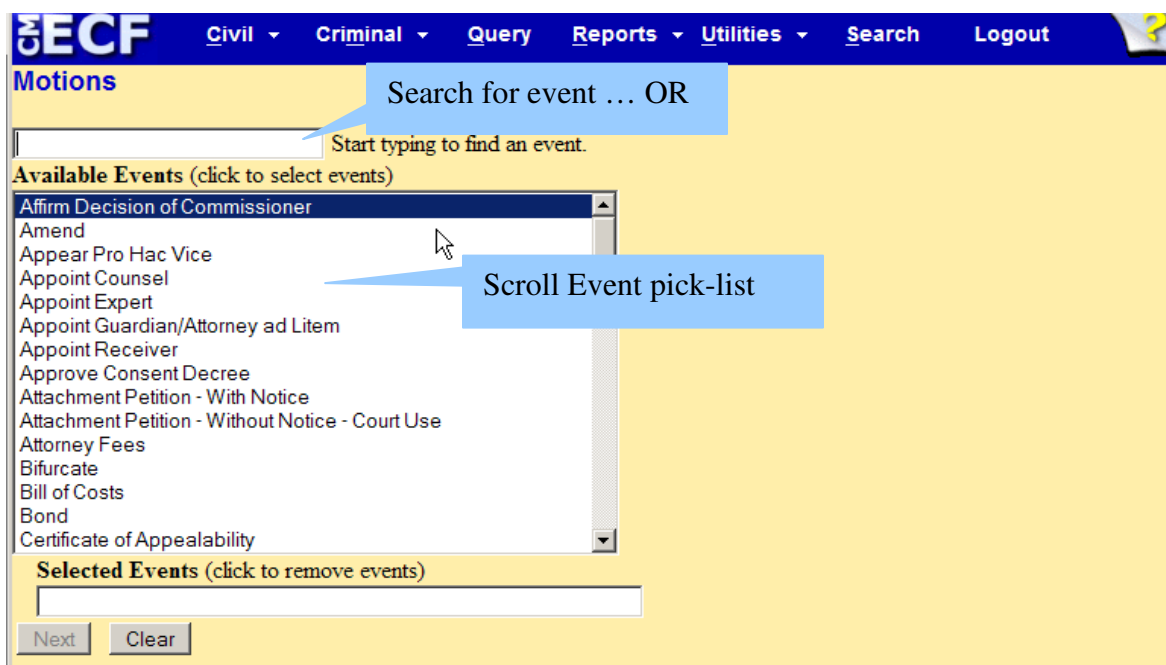 CM ECF Civil Criminal Query Reports Utilities Search Logout ?
Motions
Search for event … OR
Start typing to find an event.
Available Events (click to select events)
Affirm Decision of Commissioner
Amend
Appear Pro Hac Vice
Appoint Counsel
Scroll Event pick-list
Appoint Expert
Appoint Guardian/Attorney ad Litem
Appoint Receiver
Approve Consent Decree
Attachment Petition - With Notice
Attachment Petition - Without Notice - Court Use
Attorney Fees
Bifurcate
Bill of Costs
Bond
Certificate of Appealability
Selected Events (click to remove events)
Next Clear